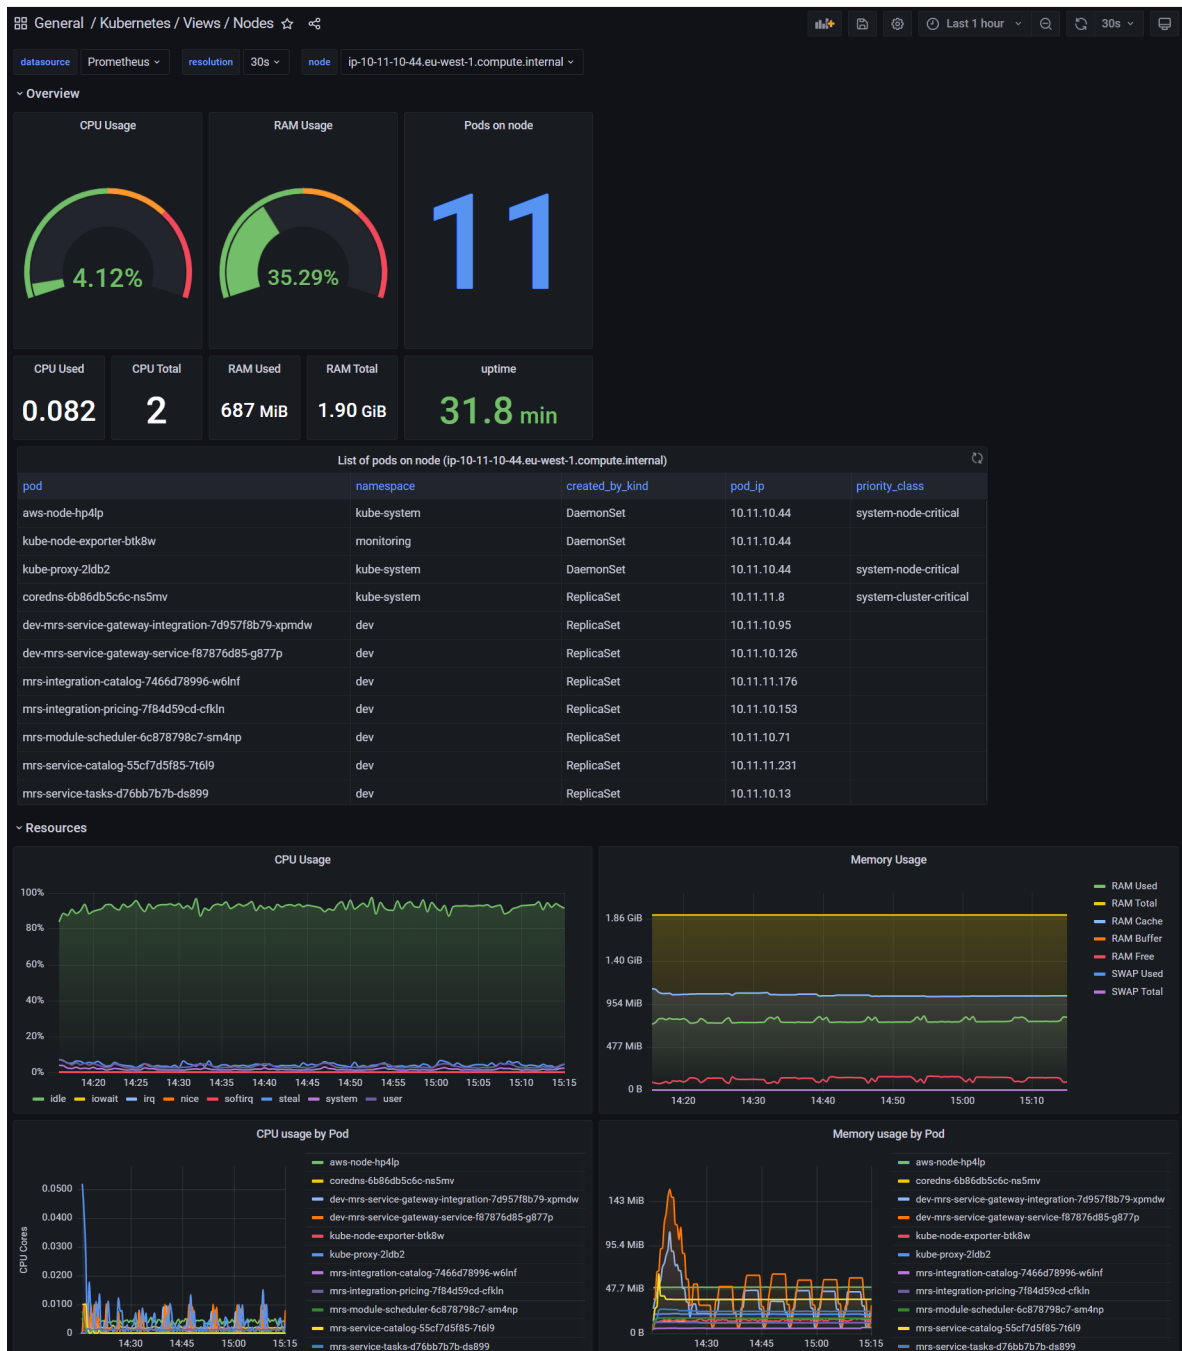 General / Kubernetes / Views / Nodes
Last 1 hour
30s
datasource Prometheus resolution 30s node ip-10-11-10-44.eu-west-1.compute.internal
Overview
CPU Usage RAM Usage Pods on node
4.12% 35.29% 11
CPU Used CPU Total RAM Used RAM Total uptime
0.082 2 687 MiB 1.90 GiB 31.8 min
List of pods on node (ip-10-11-10-44.eu-west-1.compute.internal)
pod namespace created_by_kind pod_ip priority_class
aws-node-hp4lp kube-system DaemonSet 10.11.10.44 system-node-critical
kube-node-exporter-btk8w monitoring DaemonSet 10.11.10.44
kube-proxy-2ldb2 kube-system DaemonSet 10.11.10.44 system-node-critical
coredns-6b86db5c6c-ns5mv kube-system ReplicaSet 10.11.11.8 system-cluster-critical
dev-mrs-service-gateway-integration-7d957f8b79-xpmdw dev ReplicaSet 10.11.10.95
dev-mrs-service-gateway-service-f87876d85-g877p dev ReplicaSet 10.11.10.126
mrs-integration-catalog-7466d78996-w6lnf dev ReplicaSet 10.11.11.176
mrs-integration-pricing-7f84d59cd-cfkln dev ReplicaSet 10.11.10.153
mrs-module-scheduler-6c878798c7-sm4np dev ReplicaSet 10.11.10.71
mrs-service-catalog-55cf7d5f85-7t6l9 dev ReplicaSet 10.11.11.231
mrs-service-tasks-d76bb7b7b-ds899 dev ReplicaSet 10.11.10.13
Resources
CPU Usage
100%
80%
60%
40%
20%
0%
14:20 14:25 14:30 14:35 14:40 14:45 14:50 14:55 15:00 15:05 15:10 15:15
idle iowait irq nice softirq steal system user
Memory Usage
1.86 GiB
1.40 GiB
954 MiB
477 MiB
0 B
14:20 14:30 14:40 14:50 15:00 15:10
RAM Used
RAM Total
RAM Cache
RAM Buffer
RAM Free
SWAP Used
SWAP Total
CPU usage by Pod
CPU Cores
0.0500
0.0400
0.0300
0.0200
0.0100
0
14:30 14:45 15:00 15:15
aws-node-hp4lp
coredns-6b86db5c6c-ns5mv
dev-mrs-service-gateway-integration-7d957f8b79-xpmdw
dev-mrs-service-gateway-service-f87876d85-g877p
kube-node-exporter-btk8w
kube-proxy-2ldb2
mrs-integration-catalog-7466d78996-w6lnf
mrs-integration-pricing-7f84d59cd-cfkln
mrs-module-scheduler-6c878798c7-sm4np
mrs-service-catalog-55cf7d5f85-7t6l9
mrs-service-tasks-d76bb7b7b-ds899
Memory usage by Pod
143 MiB
95.4 MiB
47.7 MiB
0 B
14:30 14:45 15:00 15:15
aws-node-hp4lp
coredns-6b86db5c6c-ns5mv
dev-mrs-service-gateway-integration-7d957f8b79-xpmdw
dev-mrs-service-gateway-service-f87876d85-g877p
kube-node-exporter-btk8w
kube-proxy-2ldb2
mrs-integration-catalog-7466d78996-w6lnf
mrs-integration-pricing-7f84d59cd-cfkln
mrs-module-scheduler-6c878798c7-sm4np
mrs-service-catalog-55cf7d5f85-7t6l9
mrs-service-tasks-d76bb7b7b-ds899